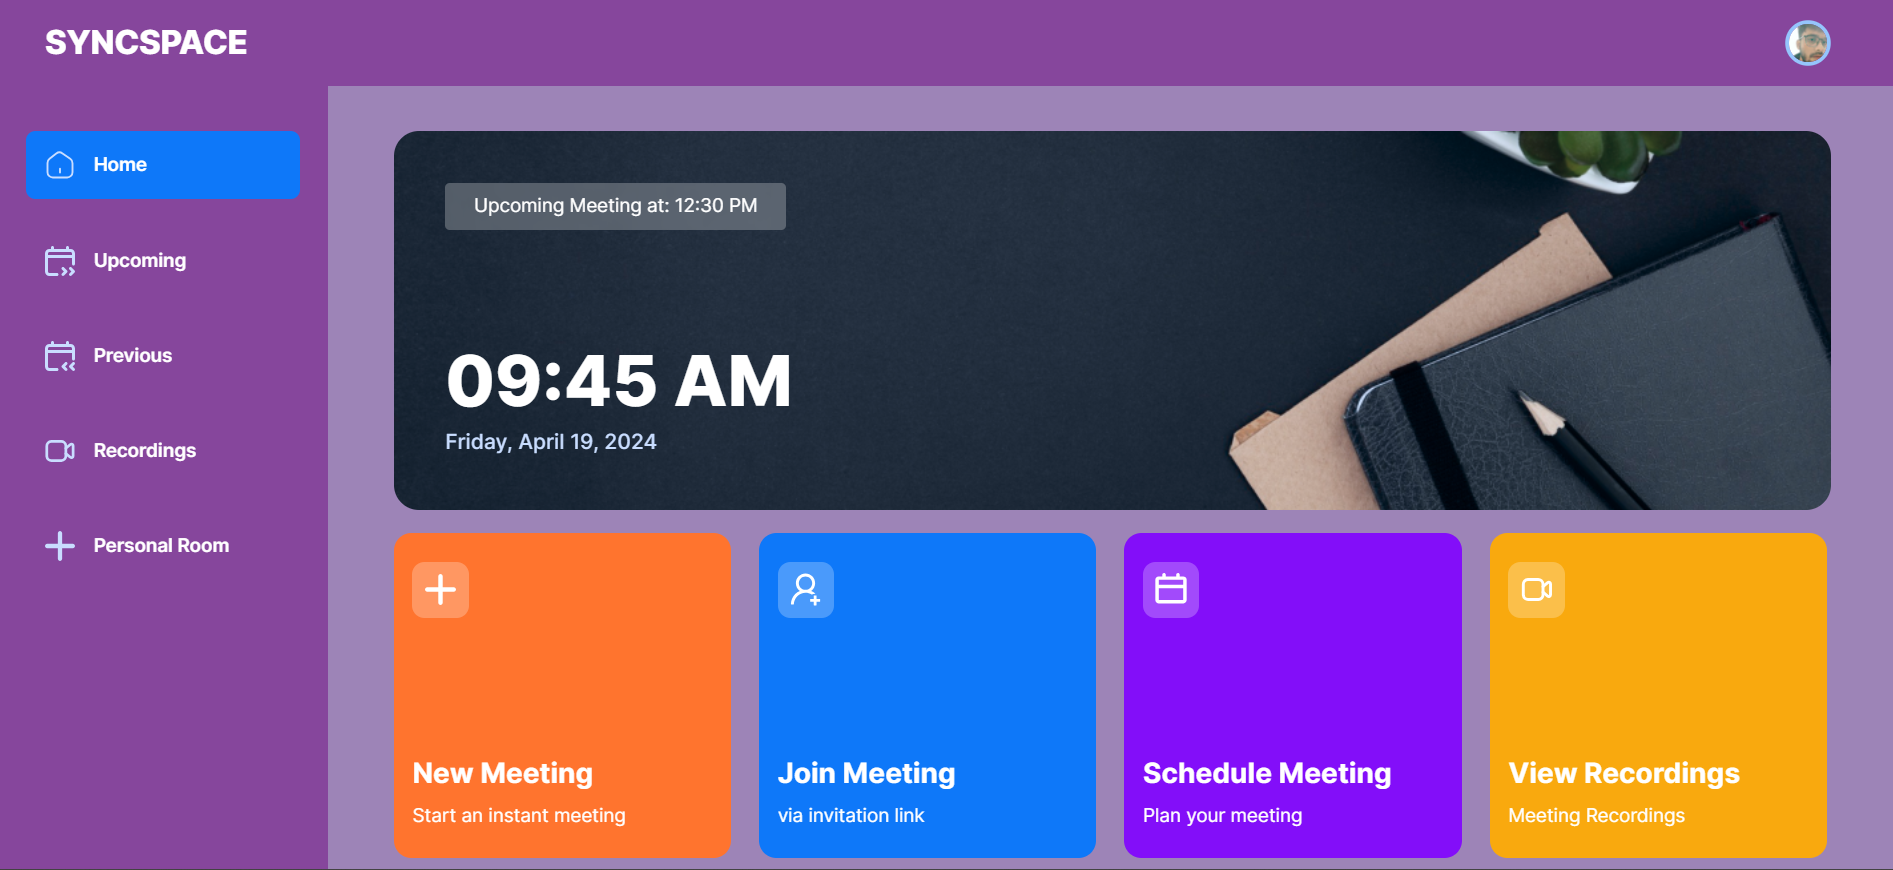 SYNCSPACE
Home
Upcoming
Previous
Recordings
Personal Room
Upcoming Meeting at: 12:30 PM
09:45 AM
Friday, April 19, 2024
New Meeting
Start an instant meeting
Join Meeting
via invitation link
Schedule Meeting
Plan your meeting
View Recordings
Meeting Recordings